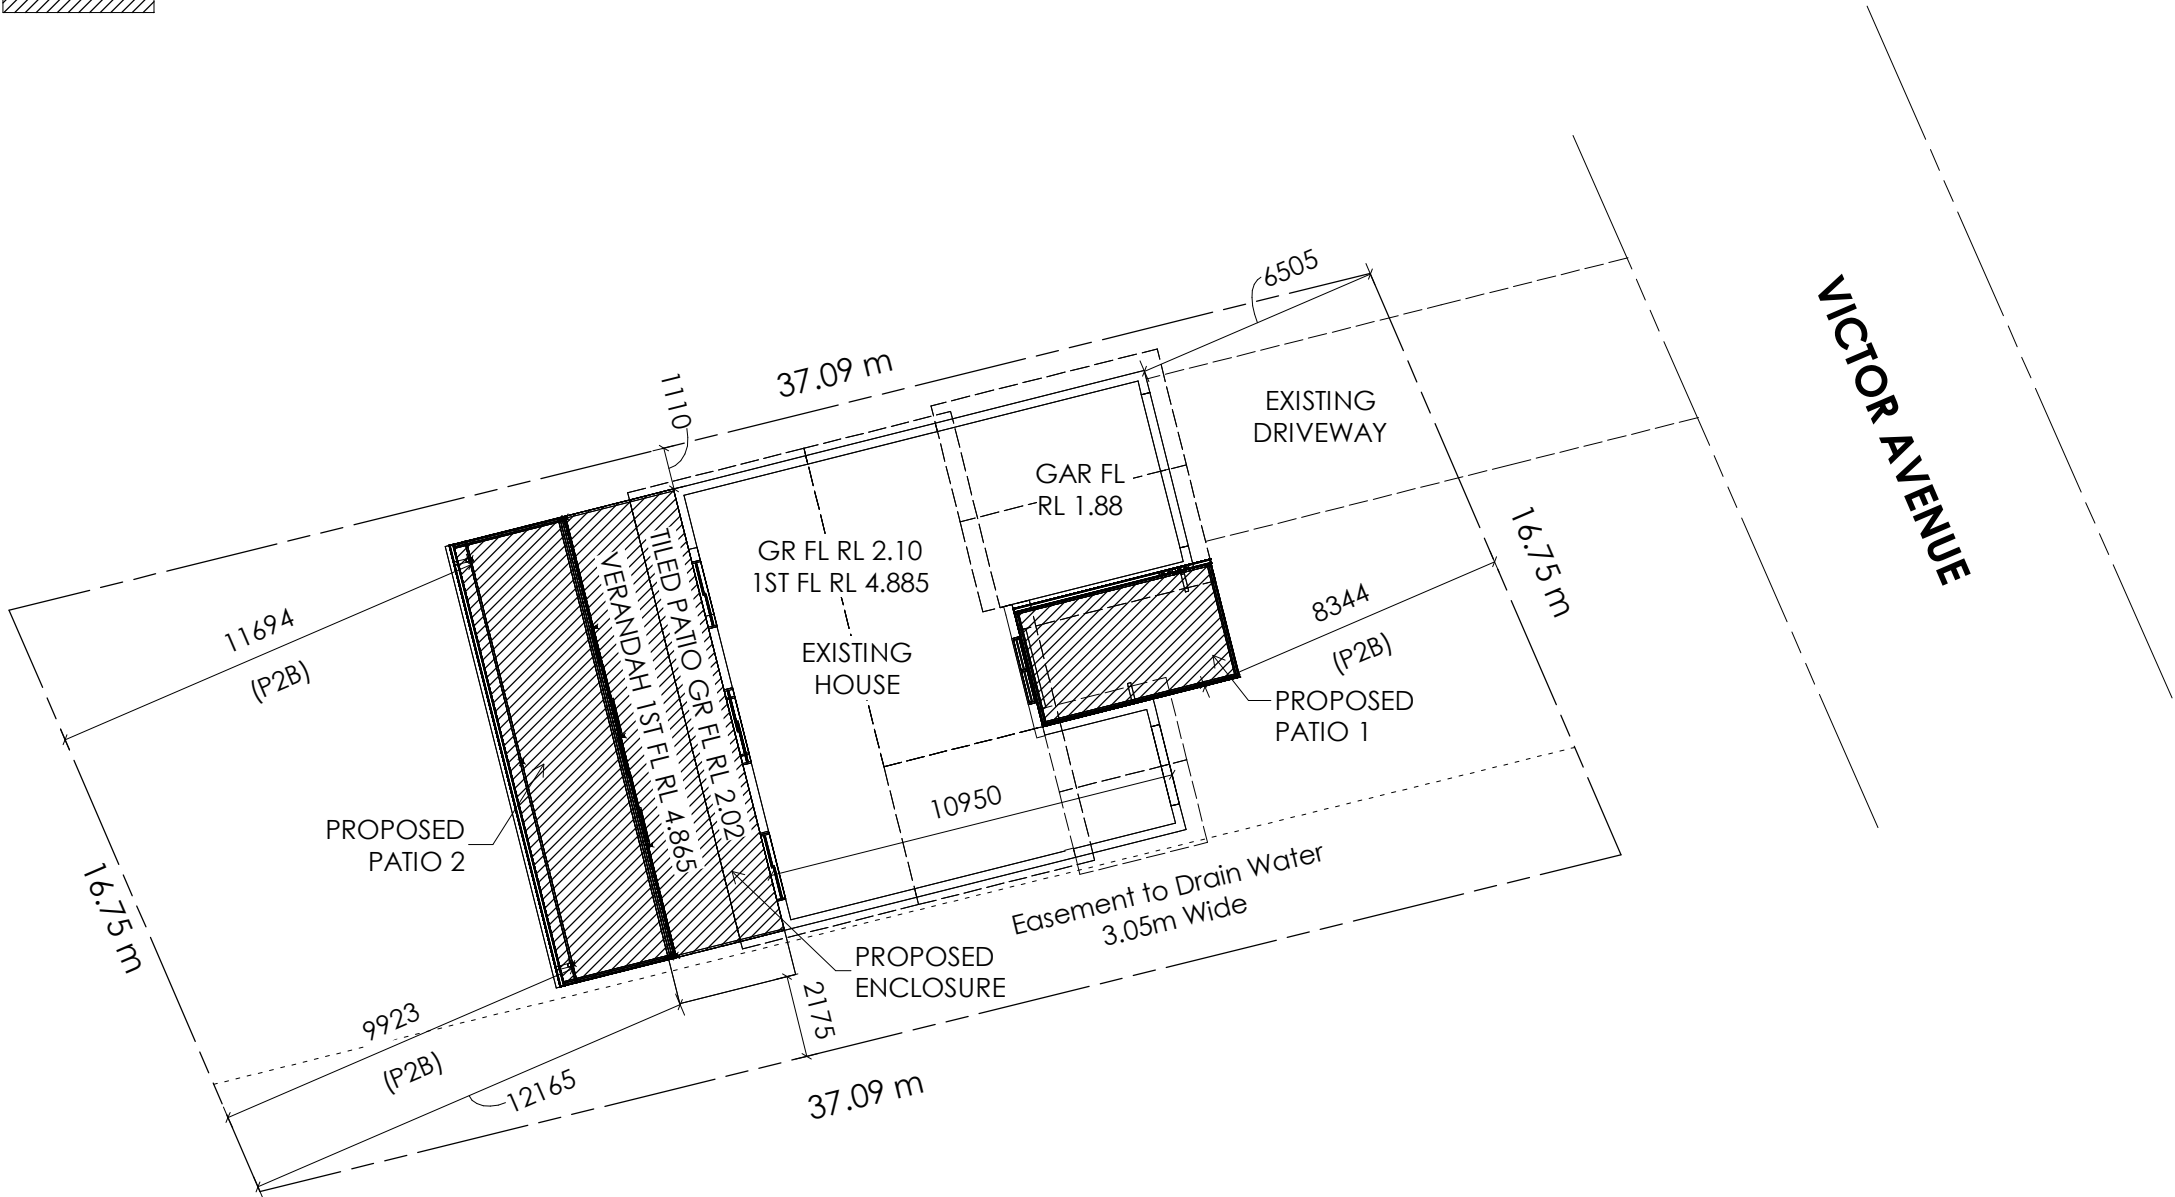 6505
37.09 m
1110
EXISTING
DRIVEWAY
VICTOR AVENUE
GAR FL
RL 1.88
16.75 m
GR FL RL 2.10
1ST FL RL 4.885
EXISTING
HOUSE
TILED PATIO GR FL RL 2.02
VERANDAH 1ST FL RL 4.865
11694
(P2B)
8344
(P2B)
PROPOSED
PATIO 1
10950
PROPOSED
PATIO 2
16.75 m
Easement to Drain Water
3.05m Wide
PROPOSED
ENCLOSURE
2175
9923
(P2B)
12165
37.09 m